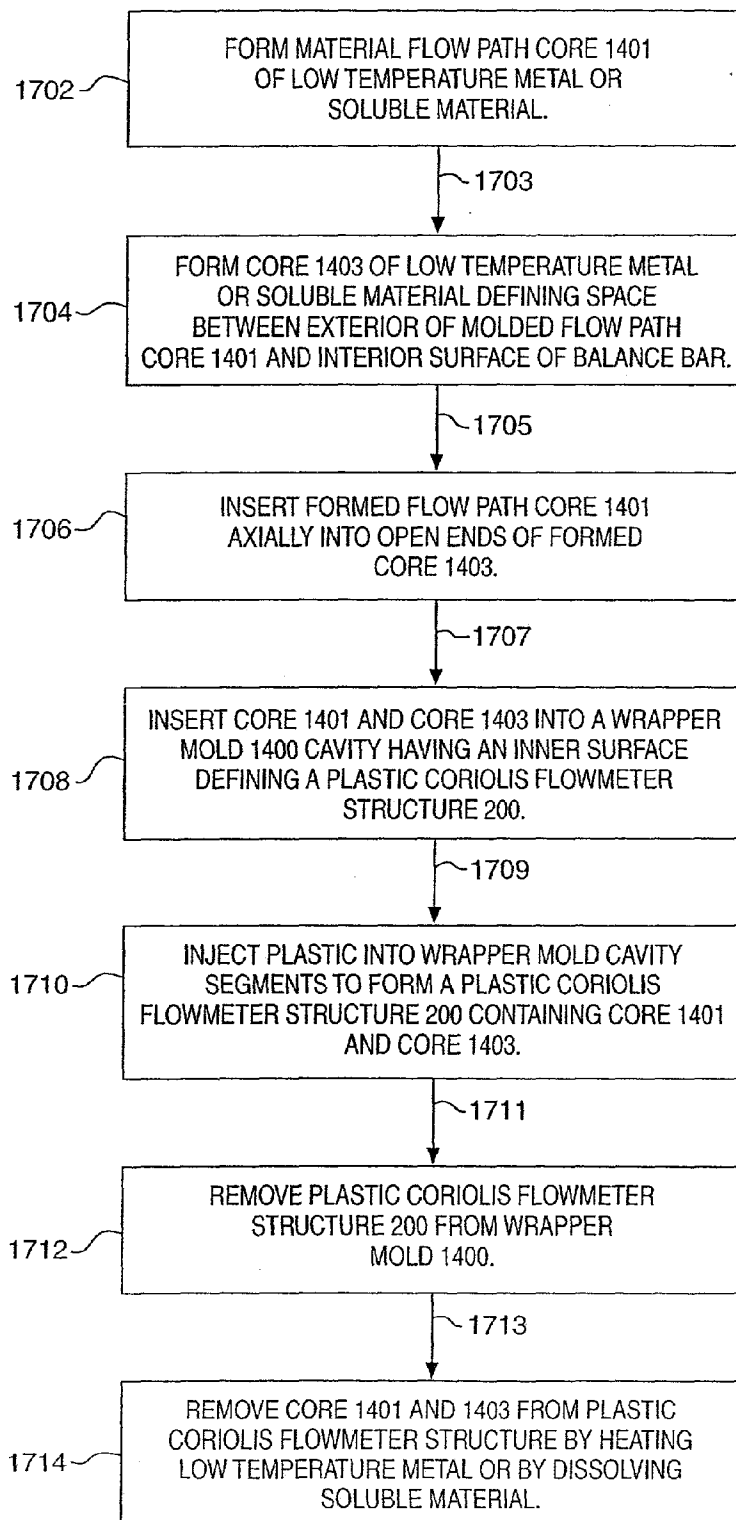 1702
FORM MATERIAL FLOW PATH CORE 1401
OF LOW TEMPERATURE METAL OR
SOLUBLE MATERIAL.
1703
1704
FORM CORE 1403 OF LOW TEMPERATURE METAL
OR SOLUBLE MATERIAL DEFINING SPACE
BETWEEN EXTERIOR OF MOLDED FLOW PATH
CORE 1401 AND INTERIOR SURFACE OF BALANCE BAR.
1705
1706
INSERT FORMED FLOW PATH CORE 1401
AXIALLY INTO OPEN ENDS OF FORMED
CORE 1403.
1707
1708
INSERT CORE 1401 AND CORE 1403 INTO A WRAPPER
MOLD 1400 CAVITY HAVING AN INNER SURFACE
DEFINING A PLASTIC CORIOLIS FLOWMETER
STRUCTURE 200.
1709
1710
INJECT PLASTIC INTO WRAPPER MOLD CAVITY
SEGMENTS TO FORM A PLASTIC CORIOLIS
FLOWMETER STRUCTURE 200 CONTAINING CORE 1401
AND CORE 1403.
1711
1712
REMOVE PLASTIC CORIOLIS FLOWMETER
STRUCTURE 200 FROM WRAPPER
MOLD 1400.
1713
1714
REMOVE CORE 1401 AND 1403 FROM PLASTIC
CORIOLIS FLOWMETER STRUCTURE BY HEATING
LOW TEMPERATURE METAL OR BY DISSOLVING
SOLUBLE MATERIAL.